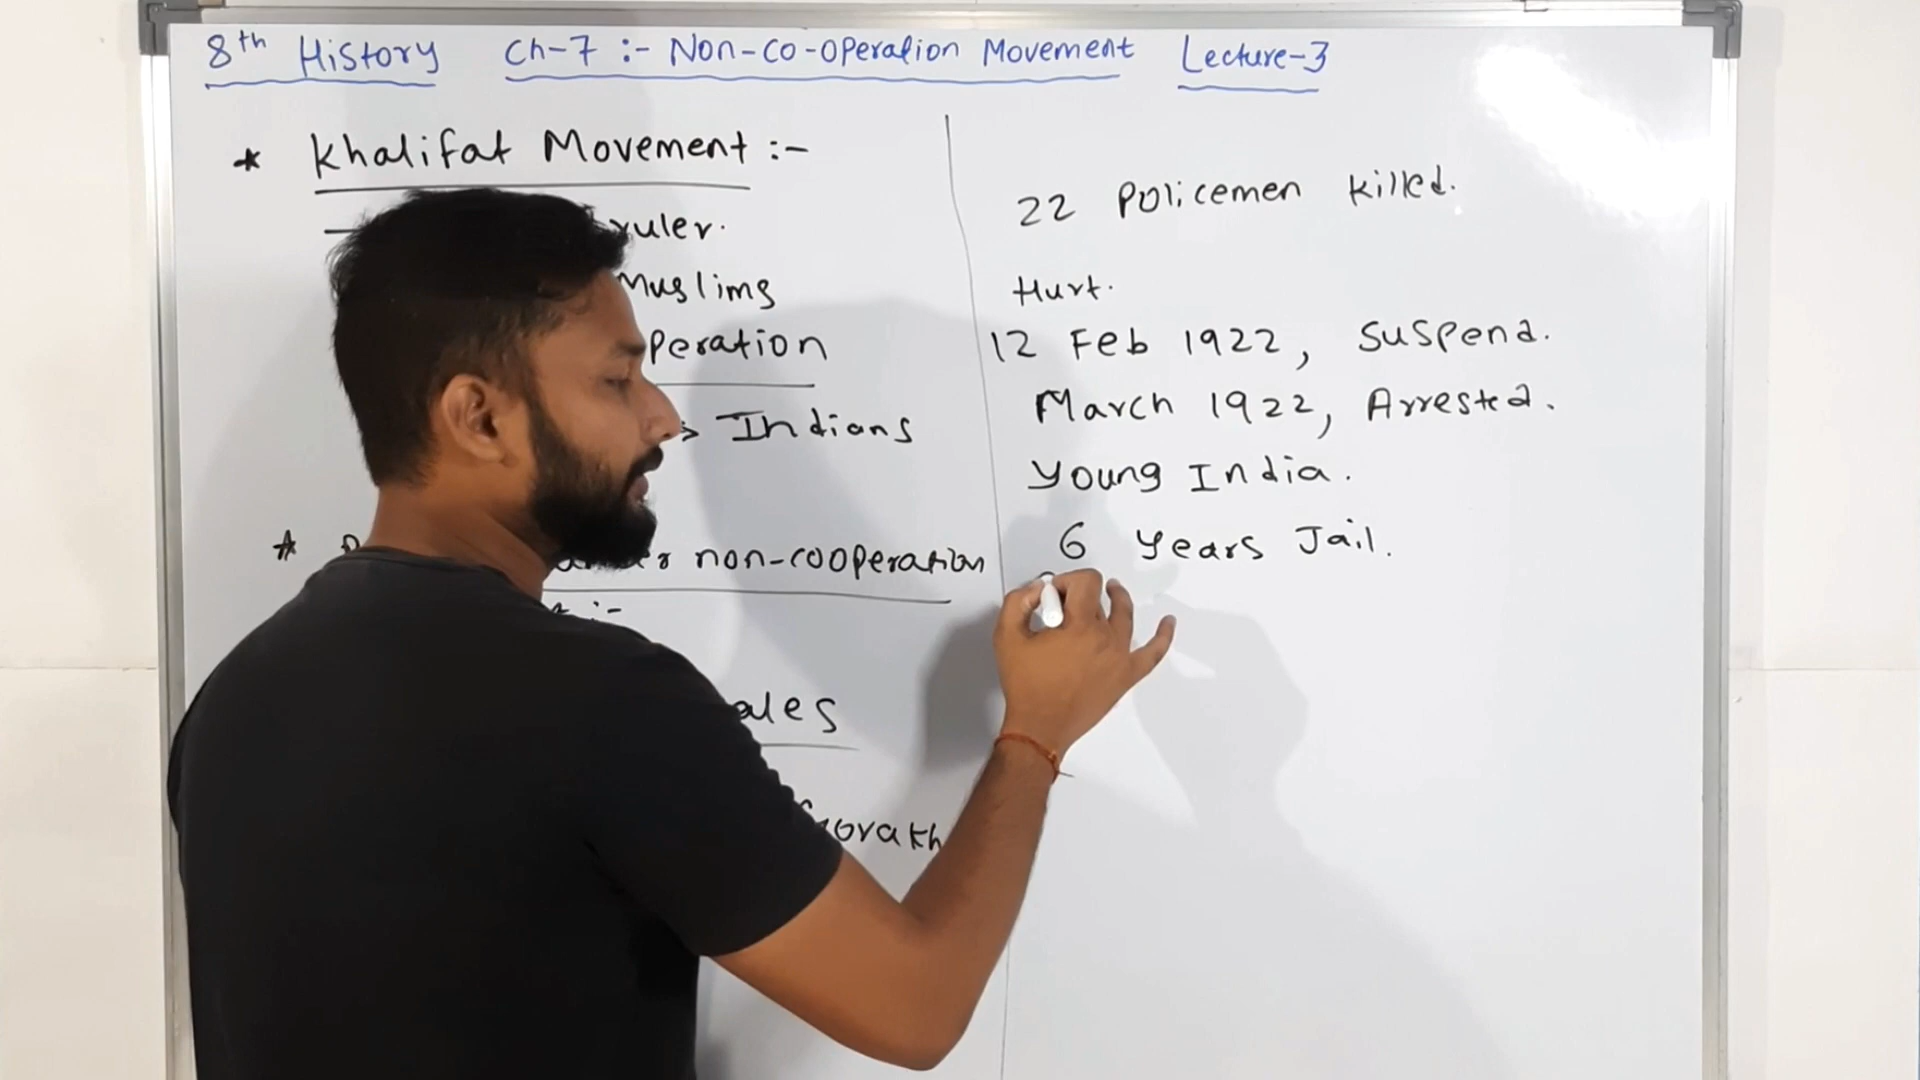 8th History Ch-7 :- Non-co-operation Movement Lecture-3
* Khalifat Movement :-
ruler.
Muslims
peration
> Indians
* non-cooperation
:-
ales
Gorakh
22 Policemen killed.
Hurt.
12 Feb 1922, Suspend.
March 1922, Arrested.
Young India.
6 Years Jail.